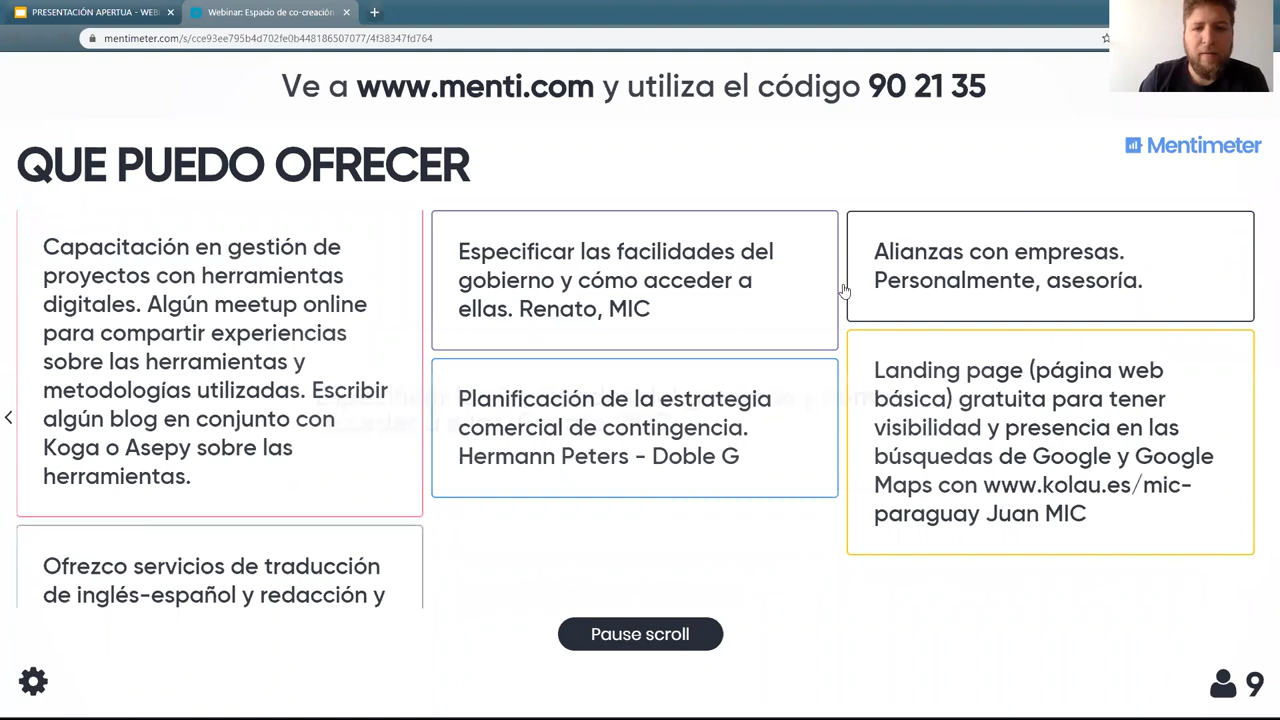 PRESENTACIÓN APERTUA - WEB
Webinar: Espacio de co-creación
mentimeter.com/s/cce93ee795b4d702fe0b448186507077/4f38347fd764
Ve a www.menti.com y utiliza el código 90 21 35
QUE PUEDO OFRECER
Mentimeter
Capacitación en gestión de
proyectos con herramientas
digitales. Algún meetup online
para compartir experiencias
sobre las herramientas y
metodologías utilizadas. Escribir
algún blog en conjunto con
Koga o Asepy sobre las
herramientas.
Ofrezco servicios de traducción
de inglés-español y redacción y
Especificar las facilidades del
gobierno y cómo acceder a
ellas. Renato, MIC
Planificación de la estrategia
comercial de contingencia.
Hermann Peters - Doble G
Alianzas con empresas.
Personalmente, asesoría.
Landing page (página web
básica) gratuita para tener
visibilidad y presencia en las
búsquedas de Google y Google
Maps con www.kolau.es/mic-
paraguay Juan MIC
Pause scroll
9